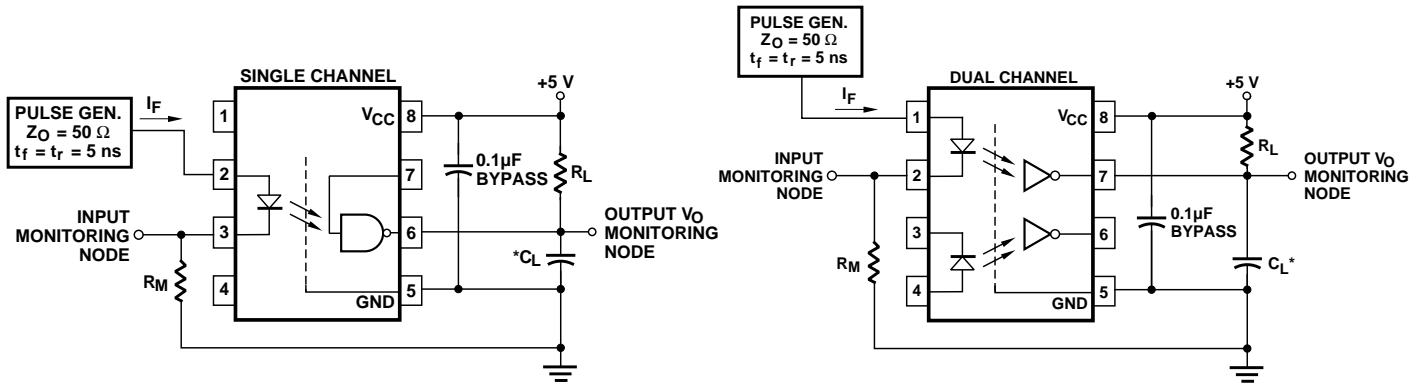 PULSE GEN.
ZO = 50 Ω
tf = tr = 5 ns
IF
SINGLE CHANNEL
1
2
3
4
VCC
8
7
6
GND
5
0.1µF
BYPASS
+5 V
RL
OUTPUT VO
MONITORING
NODE
*CL
INPUT
MONITORING
NODE
RM
PULSE GEN.
ZO = 50 Ω
tf = tr = 5 ns
IF
DUAL CHANNEL
1
2
3
4
VCC
8
7
6
GND
5
+5 V
RL
OUTPUT VO
MONITORING
NODE
0.1µF
BYPASS
CL*
INPUT
MONITORING
NODE
RM